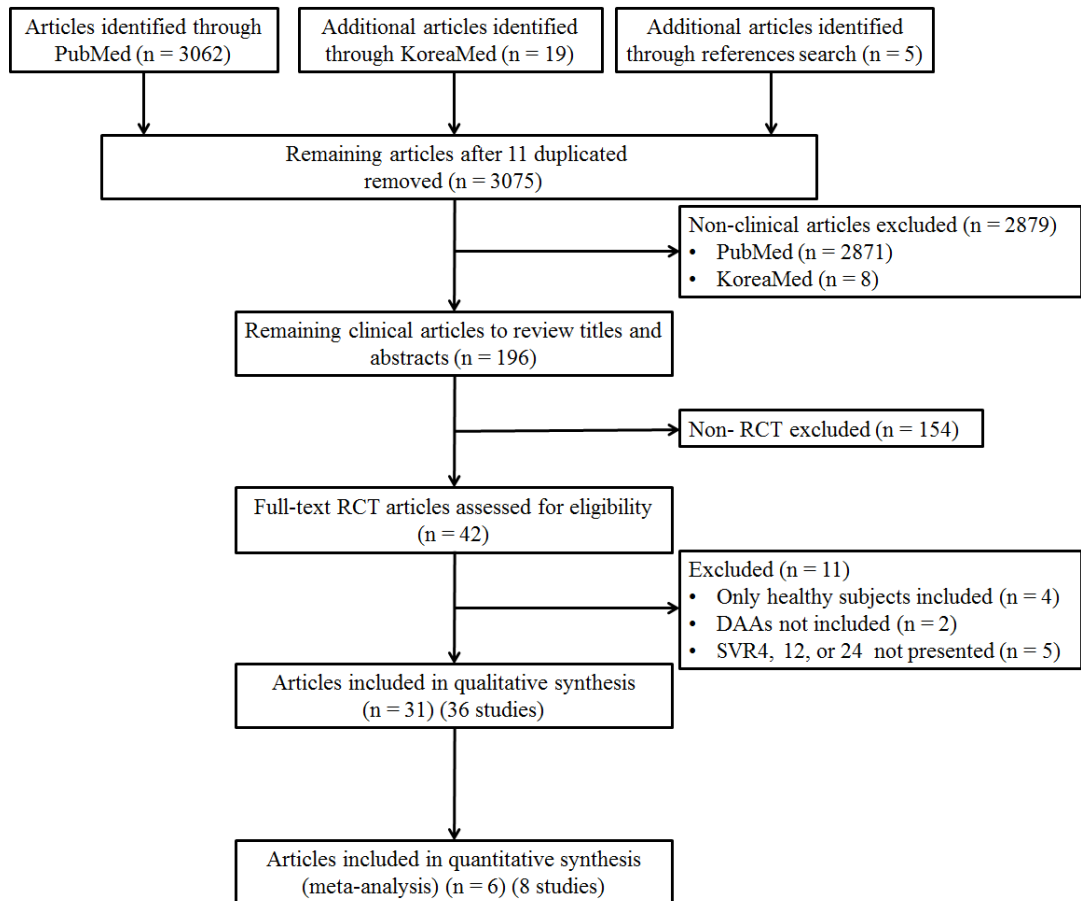 Articles identified through
PubMed (n = 3062)
Additional articles identified
through KoreaMed (n = 19)
Additional articles identified
through references search (n = 5)
Remaining articles after 11 duplicated
removed (n = 3075)
Non-clinical articles excluded (n = 2879)
• PubMed (n = 2871)
• KoreaMed (n = 8)
Remaining clinical articles to review titles and
abstracts (n = 196)
Non- RCT excluded (n = 154)
Full-text RCT articles assessed for eligibility
(n = 42)
Excluded (n = 11)
• Only healthy subjects included (n = 4)
• DAAs not included (n = 2)
• SVR4, 12, or 24 not presented (n = 5)
Articles included in qualitative synthesis
(n = 31) (36 studies)
Articles included in quantitative synthesis
(meta-analysis) (n = 6) (8 studies)